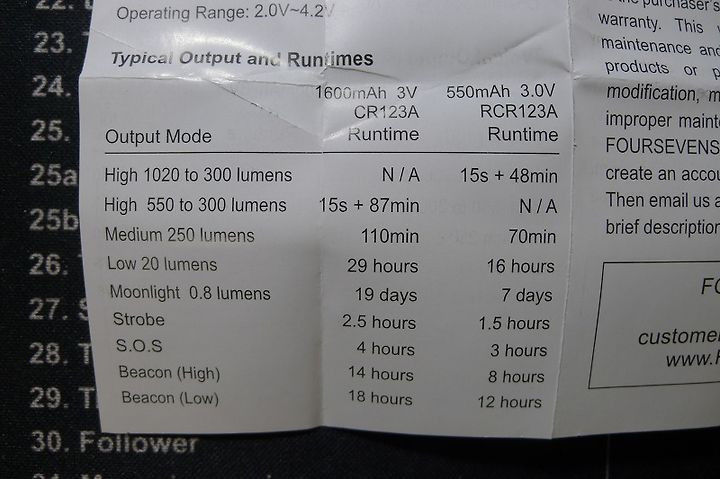 22.
23.
24.
25.
25a
25b
26.
27. S
28. T
29. T
30. Follower
Operating Range: 2.0V~4.2V
Typical Output and Runtimes
1600mAh 3V 550mAh 3.0V
CR123A RCR123A
Output Mode Runtime Runtime
High 1020 to 300 lumens N / A 15s + 48min
High 550 to 300 lumens 15s + 87min N / A
Medium 250 lumens 110min 70min
Low 20 lumens 29 hours 16 hours
Moonlight 0.8 lumens 19 days 7 days
Strobe 2.5 hours 1.5 hours
S.O.S 4 hours 3 hours
Beacon (High) 14 hours 8 hours
Beacon (Low) 18 hours 12 hours
the purchaser's
warranty. This
maintenance and
products or
modification, m
improper maint
FOURSEVENS
create an accou
Then email us a
brief description
FO
customer
www.F